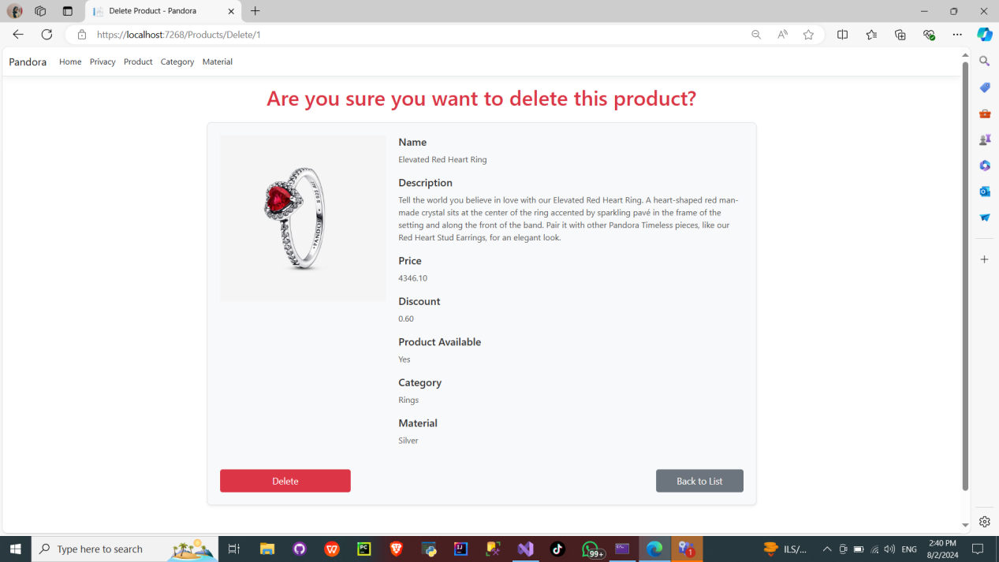 Delete Product - Pandora
https://localhost:7268/Products/Delete/1
Pandora Home Privacy Product Category Material
Are you sure you want to delete this product?
Name
Elevated Red Heart Ring
Description
Tell the world you believe in love with our Elevated Red Heart Ring. A heart-shaped red man-
made crystal sits at the center of the ring accented by sparkling pavé in the frame of the
setting and along the front of the band. Pair it with other Pandora Timeless pieces, like our
Red Heart Stud Earrings, for an elegant look.
Price
4346.10
Discount
0.60
Product Available
Yes
Category
Rings
Material
Silver
PANDORA • S925 ALE
Delete Back to List
Type here to search
PC
IJ
99+
1
ILS/...
ENG
2:40 PM
8/2/2024